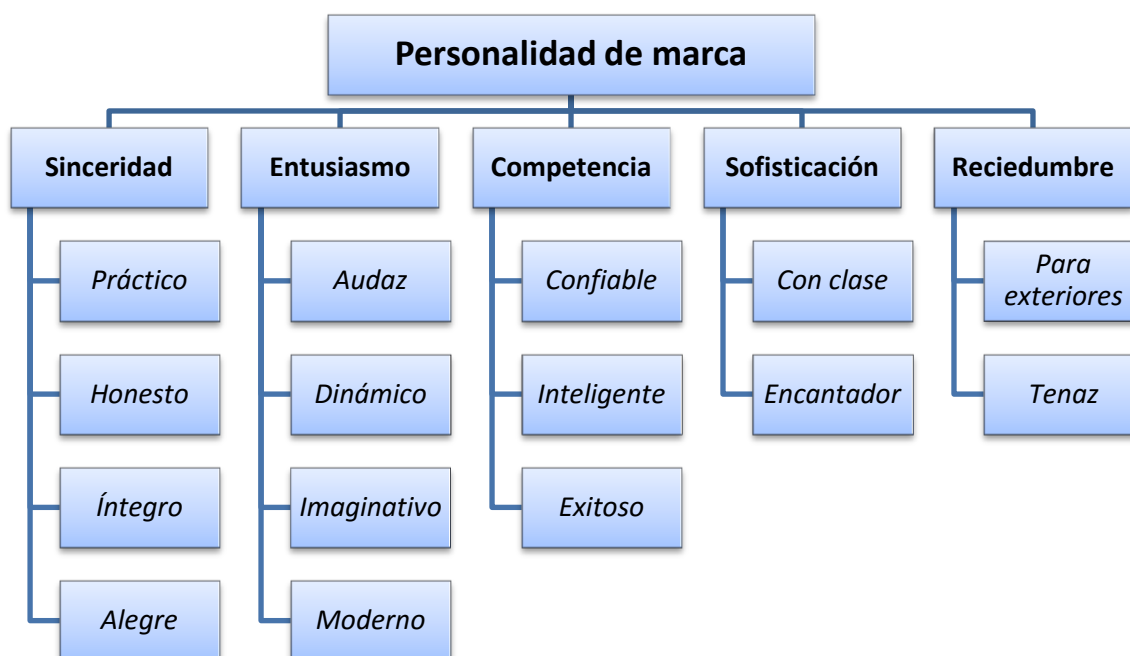 Personalidad de marca
Sinceridad
Práctico
Honesto
Íntegro
Alegre
Entusiasmo
Audaz
Dinámico
Imaginativo
Moderno
Competencia
Confiable
Inteligente
Exitoso
Sofisticación
Con clase
Encantador
Reciedumbre
Para
exteriores
Tenaz